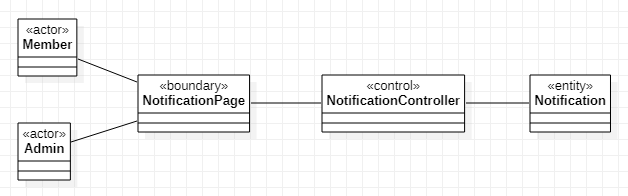 «actor»
Member
«actor»
Admin
«boundary»
NotificationPage
«control»
NotificationController
«entity»
Notification